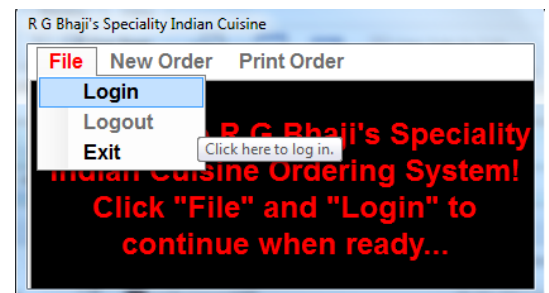 R G Bhaji's Speciality Indian Cuisine
File New Order Print Order
Login
Logout
Exit
Click here to log in.
R G Bhaji's Speciality
Indian Cuisine Ordering System!
Click "File" and "Login" to
continue when ready...